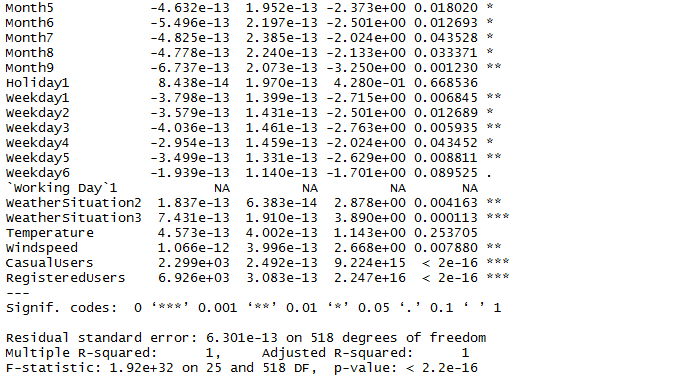 Month5 -4.632e-13 1.952e-13 -2.373e+00 0.018020 *
Month6 -5.496e-13 2.197e-13 -2.501e+00 0.012693 *
Month7 -4.825e-13 2.385e-13 -2.024e+00 0.043528 *
Month8 -4.778e-13 2.240e-13 -2.133e+00 0.033371 *
Month9 -6.737e-13 2.073e-13 -3.250e+00 0.001230 **
Holiday1 8.438e-14 1.970e-13 4.280e-01 0.668536
Weekday1 -3.798e-13 1.399e-13 -2.715e+00 0.006845 **
Weekday2 -3.579e-13 1.431e-13 -2.501e+00 0.012689 *
Weekday3 -4.036e-13 1.461e-13 -2.763e+00 0.005935 **
Weekday4 -2.954e-13 1.459e-13 -2.024e+00 0.043452 *
Weekday5 -3.499e-13 1.331e-13 -2.629e+00 0.008811 **
Weekday6 -1.939e-13 1.140e-13 -1.701e+00 0.089525 .
`Working Day`1 NA NA NA NA
WeatherSituation2 1.837e-13 6.383e-14 2.878e+00 0.004163 **
WeatherSituation3 7.431e-13 1.910e-13 3.890e+00 0.000113 ***
Temperature 4.573e-13 4.002e-13 1.143e+00 0.253705
Windspeed 1.066e-12 3.996e-13 2.668e+00 0.007880 **
CasualUsers 2.299e+03 2.492e-13 9.224e+15 < 2e-16 ***
RegisteredUsers 6.926e+03 3.083e-13 2.247e+16 < 2e-16 ***
---
Signif. codes: 0 ‘***’ 0.001 ‘**’ 0.01 ‘*’ 0.05 ‘.’ 0.1 ‘ ’ 1
Residual standard error: 6.301e-13 on 518 degrees of freedom
Multiple R-squared: 1, Adjusted R-squared: 1
F-statistic: 1.92e+32 on 25 and 518 DF, p-value: < 2.2e-16